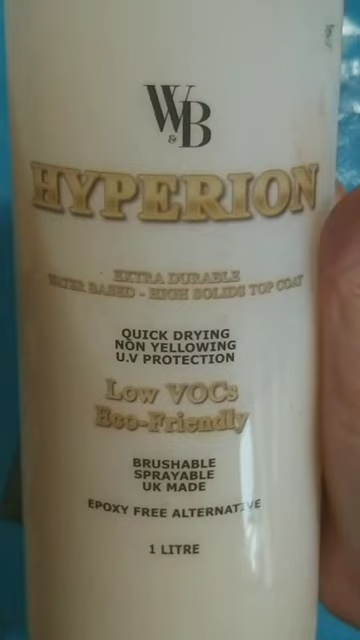 W&B
HYPERION
EXTRA DURABLE
WATER BASED - HIGH SOLIDS TOP COAT
QUICK DRYING
NON YELLOWING
U.V PROTECTION
Low VOCs
Eco-Friendly
BRUSHABLE
SPRAYABLE
UK MADE
EPOXY FREE ALTERNATIVE
1 LITRE